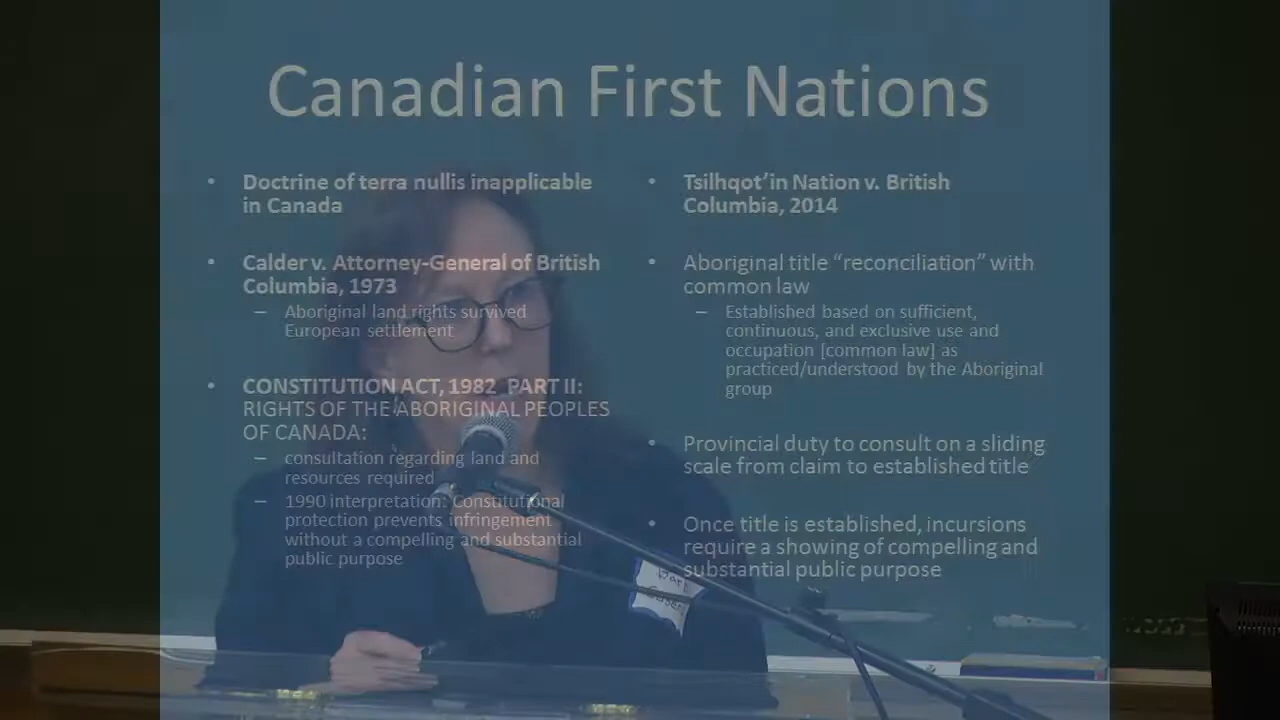 Canadian First Nations
• Doctrine of terra nullis inapplicable
in Canada
• Calder v. Attorney-General of British
Columbia, 1973
– Aboriginal land rights survived
European settlement
• CONSTITUTION ACT, 1982 PART II:
RIGHTS OF THE ABORIGINAL PEOPLES
OF CANADA:
– consultation regarding land and
resources required
– 1990 interpretation: Constitutional
protection prevents infringement
without a compelling and substantial
public purpose
• Tsilhqot'in Nation v. British
Columbia, 2014
• Aboriginal title “reconciliation” with
common law
– Established based on sufficient,
continuous, and exclusive use and
occupation [common law] as
practiced/understood by the Aboriginal
group
• Provincial duty to consult on a sliding
scale from claim to established title
• Once title is established, incursions
require a showing of compelling and
substantial public purpose